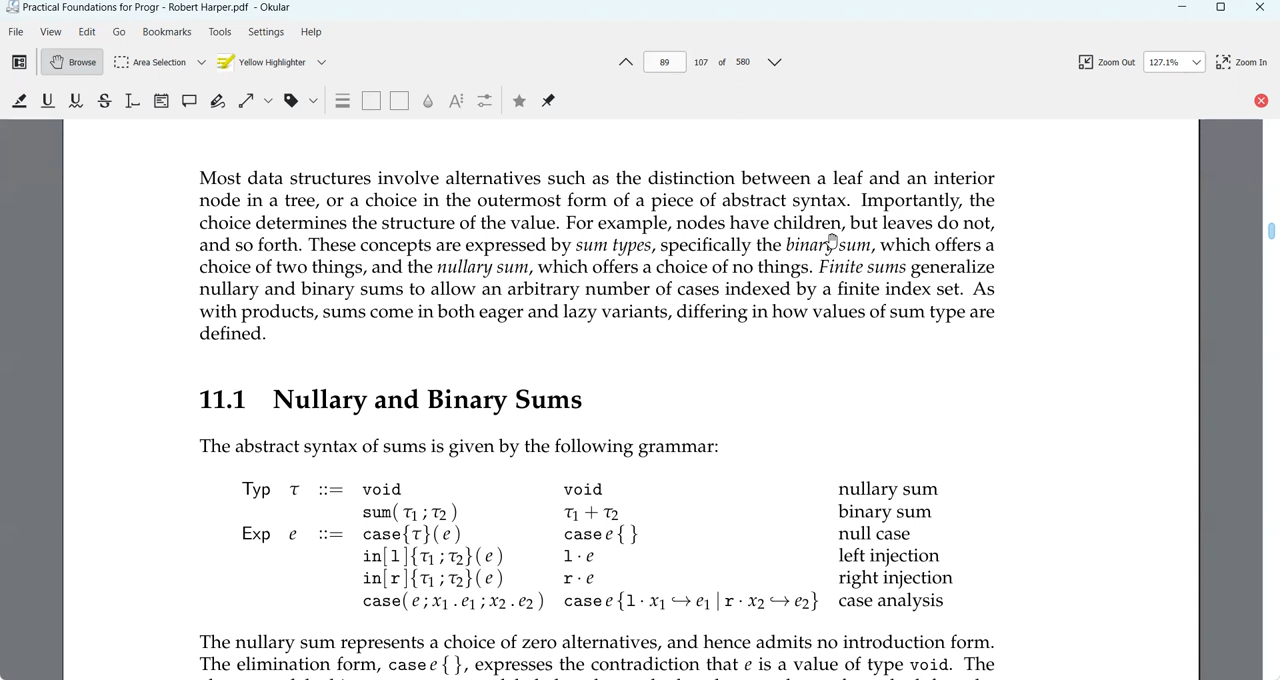 Practical Foundations for Progr - Robert Harper.pdf - Okular
File View Edit Go Bookmarks Tools Settings Help
Browse Area Selection Yellow Highlighter 89 107 of 580 Zoom Out 127.1% Zoom In
Most data structures involve alternatives such as the distinction between a leaf and an interior
node in a tree, or a choice in the outermost form of a piece of abstract syntax. Importantly, the
choice determines the structure of the value. For example, nodes have children, but leaves do not,
and so forth. These concepts are expressed by sum types, specifically the binary sum, which offers a
choice of two things, and the nullary sum, which offers a choice of no things. Finite sums generalize
nullary and binary sums to allow an arbitrary number of cases indexed by a finite index set. As
with products, sums come in both eager and lazy variants, differing in how values of sum type are
defined.
11.1 Nullary and Binary Sums
The abstract syntax of sums is given by the following grammar:
Typ τ ::= void void nullary sum
sum(τ₁;τ₂) τ₁ + τ₂ binary sum
Exp e ::= case{τ}(e) case e { } null case
in[l]{τ₁;τ₂}(e) l · e left injection
in[r]{τ₁;τ₂}(e) r · e right injection
case(e;x₁.e₁;x₂.e₂) case e {l · x₁ ↪ e₁ | r · x₂ ↪ e₂} case analysis
The nullary sum represents a choice of zero alternatives, and hence admits no introduction form.
The elimination form, case e { }, expresses the contradiction that e is a value of type void. The